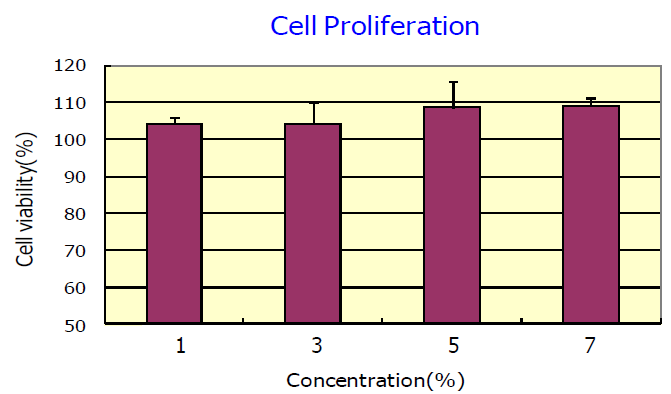 Cell Proliferation
120
110
100
90
80
70
60
50
Cell viability(%)
1 3 5 7
Concentration(%)